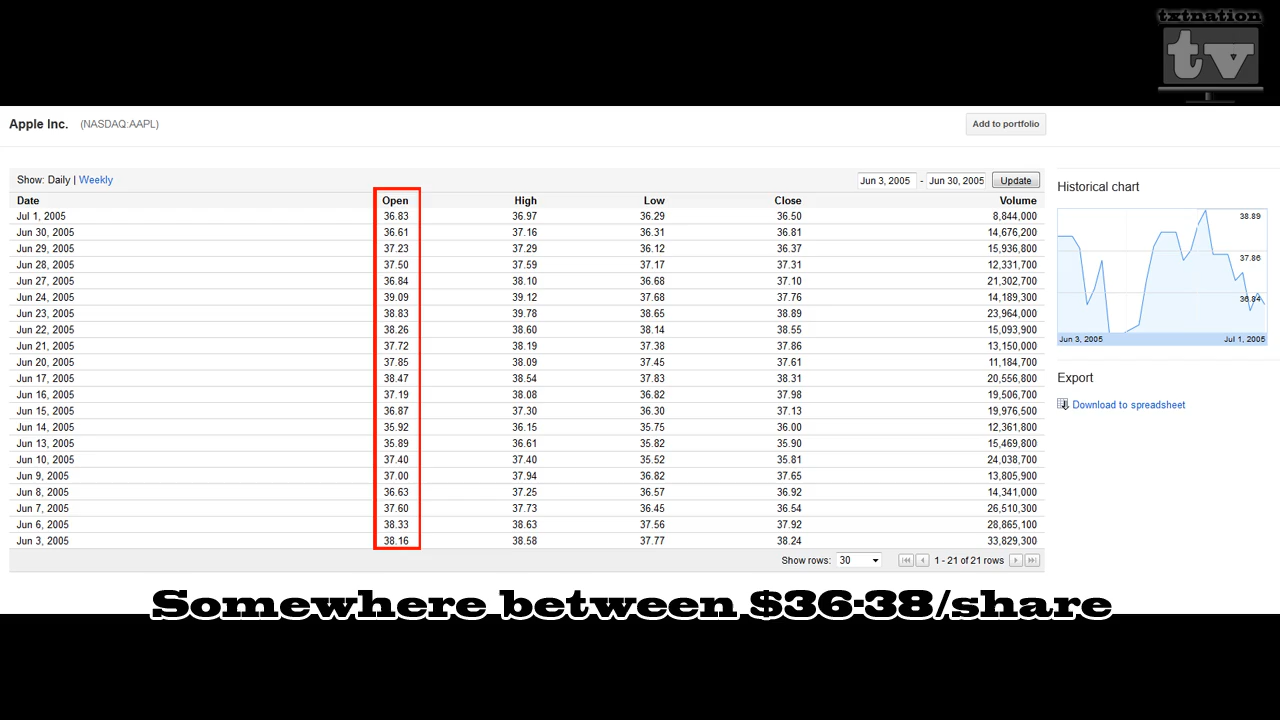 txtnation
tv
Apple Inc. (NASDAQ:AAPL)
Add to portfolio
Show: Daily | Weekly
Jun 3, 2005 - Jun 30, 2005 Update
Date Open High Low Close Volume
Jul 1, 2005 36.83 36.97 36.29 36.50 8,844,000
Jun 30, 2005 36.61 37.16 36.31 36.81 14,676,200
Jun 29, 2005 37.23 37.29 36.12 36.37 15,936,800
Jun 28, 2005 37.50 37.59 37.17 37.31 12,331,700
Jun 27, 2005 36.84 38.10 36.68 37.10 21,302,700
Jun 24, 2005 39.09 39.12 37.68 37.76 14,189,300
Jun 23, 2005 38.83 39.78 38.65 38.89 23,964,000
Jun 22, 2005 38.26 38.60 38.14 38.55 15,093,900
Jun 21, 2005 37.72 38.19 37.38 37.86 13,150,000
Jun 20, 2005 37.85 38.09 37.45 37.61 11,184,700
Jun 17, 2005 38.47 38.54 37.83 38.31 20,556,800
Jun 16, 2005 37.19 38.08 36.82 37.98 19,506,700
Jun 15, 2005 36.87 37.30 36.30 37.13 19,976,500
Jun 14, 2005 35.92 36.15 35.75 36.00 12,361,800
Jun 13, 2005 35.89 36.61 35.82 35.90 15,469,800
Jun 10, 2005 37.40 37.40 35.52 35.81 24,038,700
Jun 9, 2005 37.00 37.94 36.82 37.65 13,805,900
Jun 8, 2005 36.63 37.25 36.57 36.92 14,341,000
Jun 7, 2005 37.60 37.73 36.45 36.54 26,510,300
Jun 6, 2005 38.33 38.63 37.56 37.92 28,865,100
Jun 3, 2005 38.16 38.58 37.77 38.24 33,829,300
Show rows: 30 1 - 21 of 21 rows
Historical chart
38.89
37.86
36.84
Jun 3, 2005 Jul 1, 2005
Export
Download to spreadsheet
Somewhere between $36-38/share